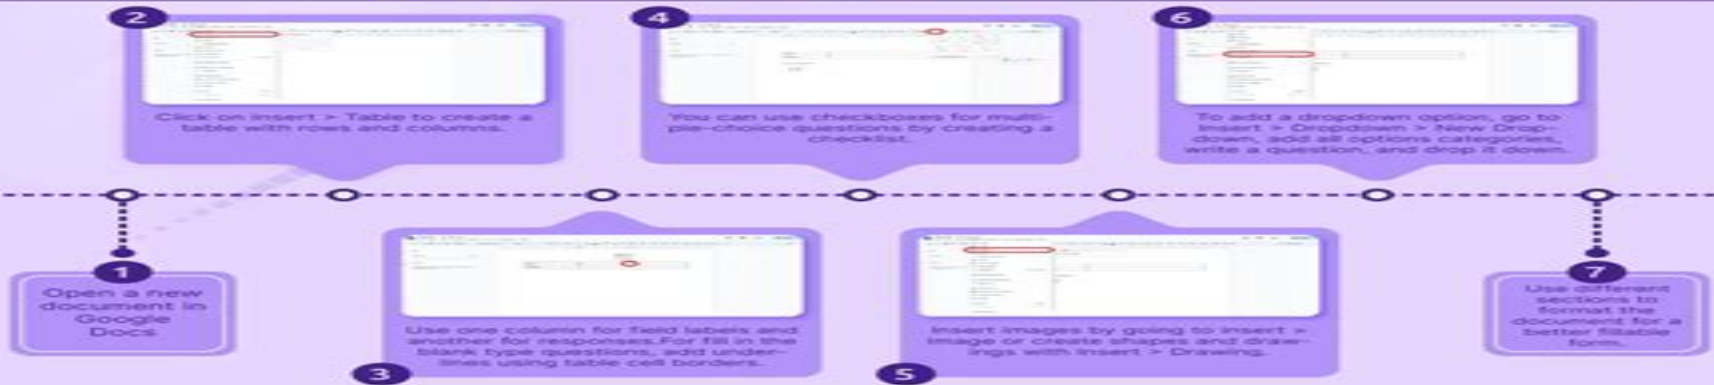 1
Open a new
document in
Google
Docs
2
Click on Insert > Table to create a
table with rows and columns.
3
Use one column for field labels and
another for responses.For fill in the
blank type questions, add under-
lines using table cell borders.
4
You can use checkboxes for multi-
ple-choice questions by creating a
checklist.
5
Insert images by going to Insert >
Image or create shapes and draw-
ings with Insert > Drawing.
6
To add a dropdown option, go to
Insert > Dropdown > New Drop-
down, add all options categories,
write a question, and drop it down.
7
Use different
sections to
format the
document for a
better fillable
form.